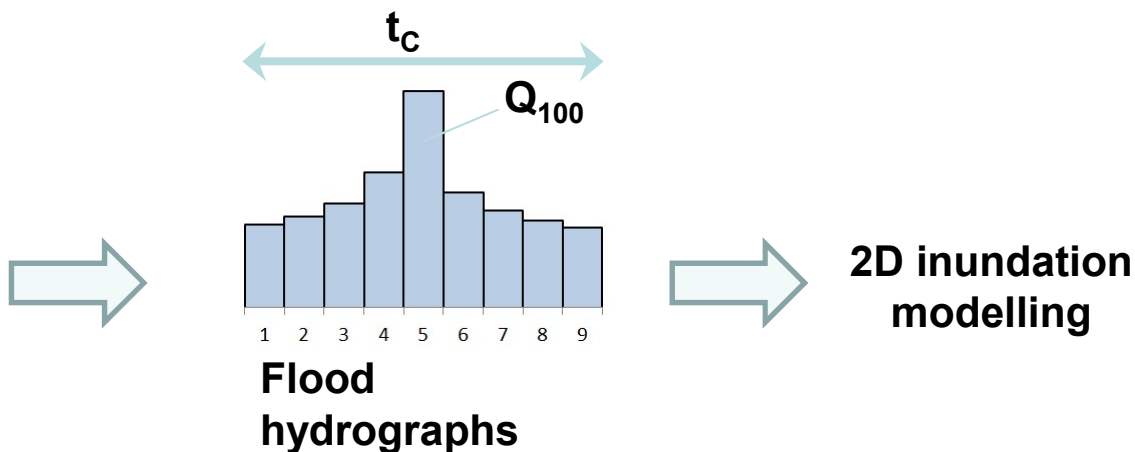 tC
Q100
1 2 3 4 5 6 7 8 9
Flood
hydrographs
2D inundation
modelling